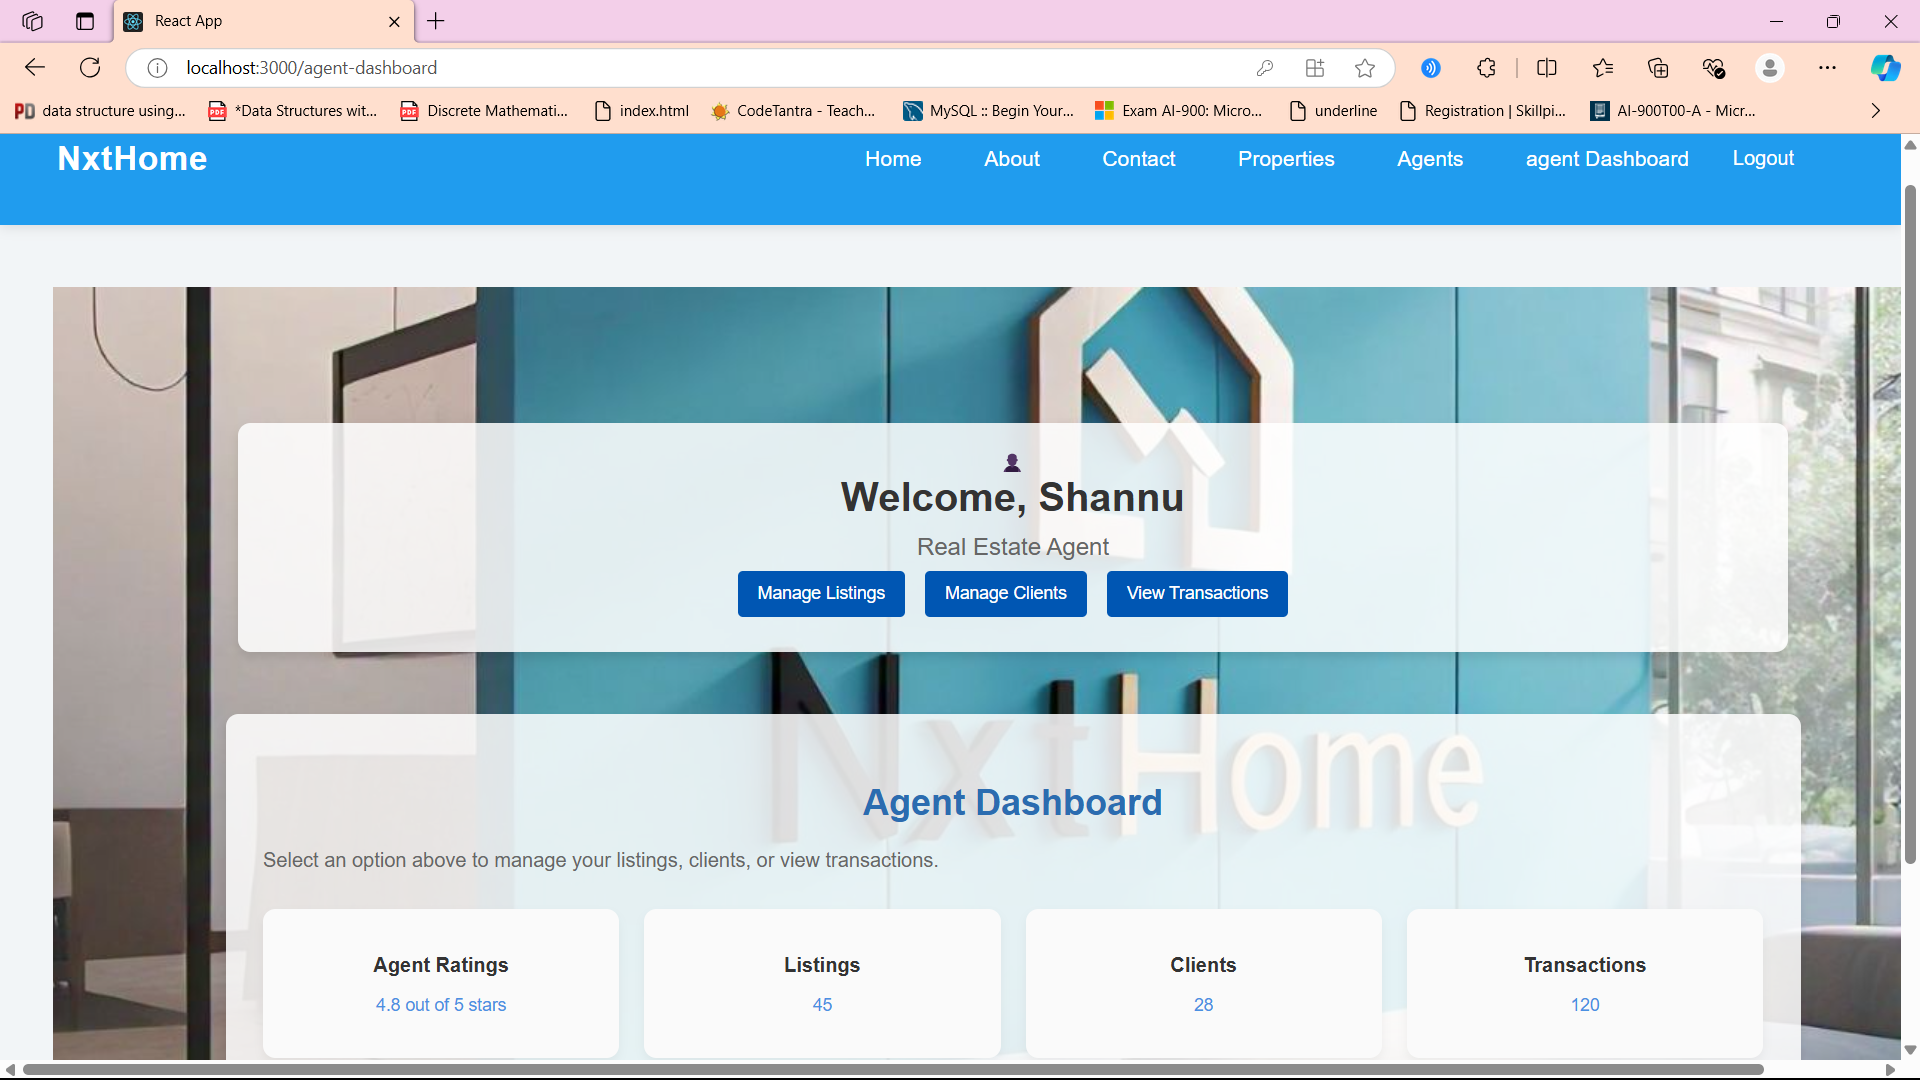 React App
localhost:3000/agent-dashboard
data structure using...
*Data Structures wit...
Discrete Mathemati...
index.html
CodeTantra - Teach...
MySQL :: Begin Your...
Exam AI-900: Micro...
underline
Registration | Skillpi...
AI-900T00-A - Micr...
NxtHome
Home
About
Contact
Properties
Agents
agent Dashboard
Logout
Welcome, Shannu
Real Estate Agent
Manage Listings
Manage Clients
View Transactions
NxtHome
Agent Dashboard
Select an option above to manage your listings, clients, or view transactions.
Agent Ratings
4.8 out of 5 stars
Listings
45
Clients
28
Transactions
120